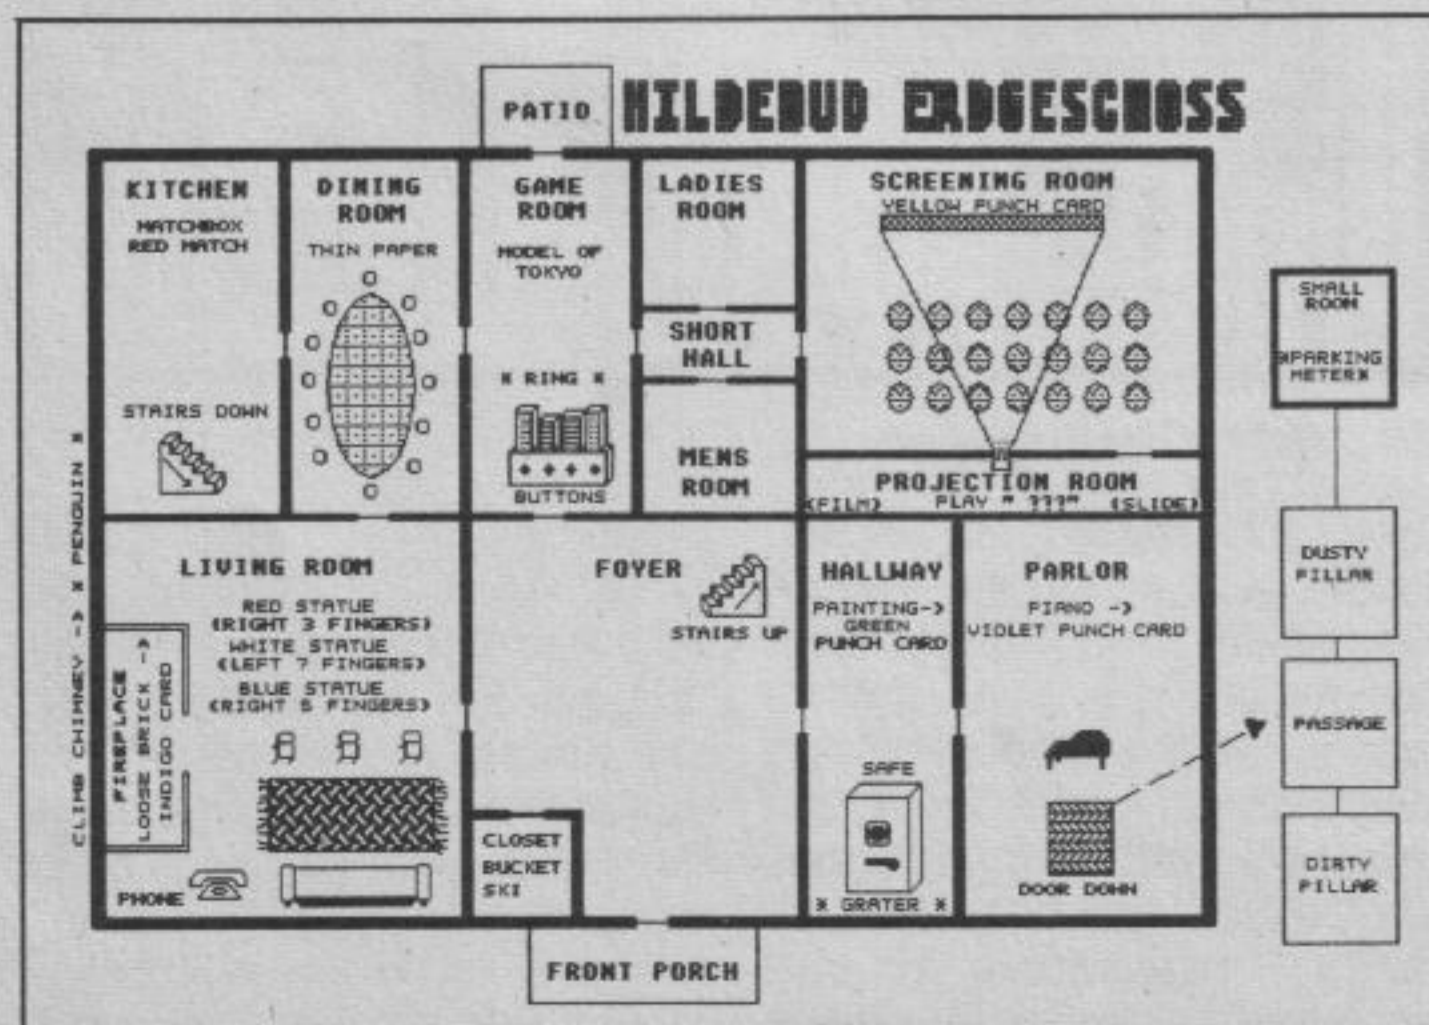 PATIO
HILDEBUD ERDGESCHOSS
KITCHEN
MATCHBOX
RED MATCH
STAIRS DOWN
DINING
ROOM
THIN PAPER
GAME
ROOM
MODEL OF
TOKYO
* RING *
BUTTONS
LADIES
ROOM
SHORT
HALL
MENS
ROOM
SCREENING ROOM
YELLOW PUNCH CARD
PROJECTION ROOM
(FILM) PLAY " ???" (SLIDE)
SMALL
ROOM
*PARKING
METER*
DUSTY
PILLAR
PASSAGE
DIRTY
PILLAR
CLIMB CHIMNEY -> * PENGUIN *
LIVING ROOM
RED STATUE
(RIGHT 3 FINGERS)
WHITE STATUE
(LEFT 7 FINGERS)
BLUE STATUE
(RIGHT 5 FINGERS)
FIREPLACE
LOOSE BRICK ->
INDIGO CARD
PHONE
FOYER
STAIRS UP
CLOSET
BUCKET
SKI
HALLWAY
PAINTING->
GREEN
PUNCH CARD
SAFE
* GRATER *
PARLOR
PIANO ->
VIOLET PUNCH CARD
DOOR DOWN
FRONT PORCH